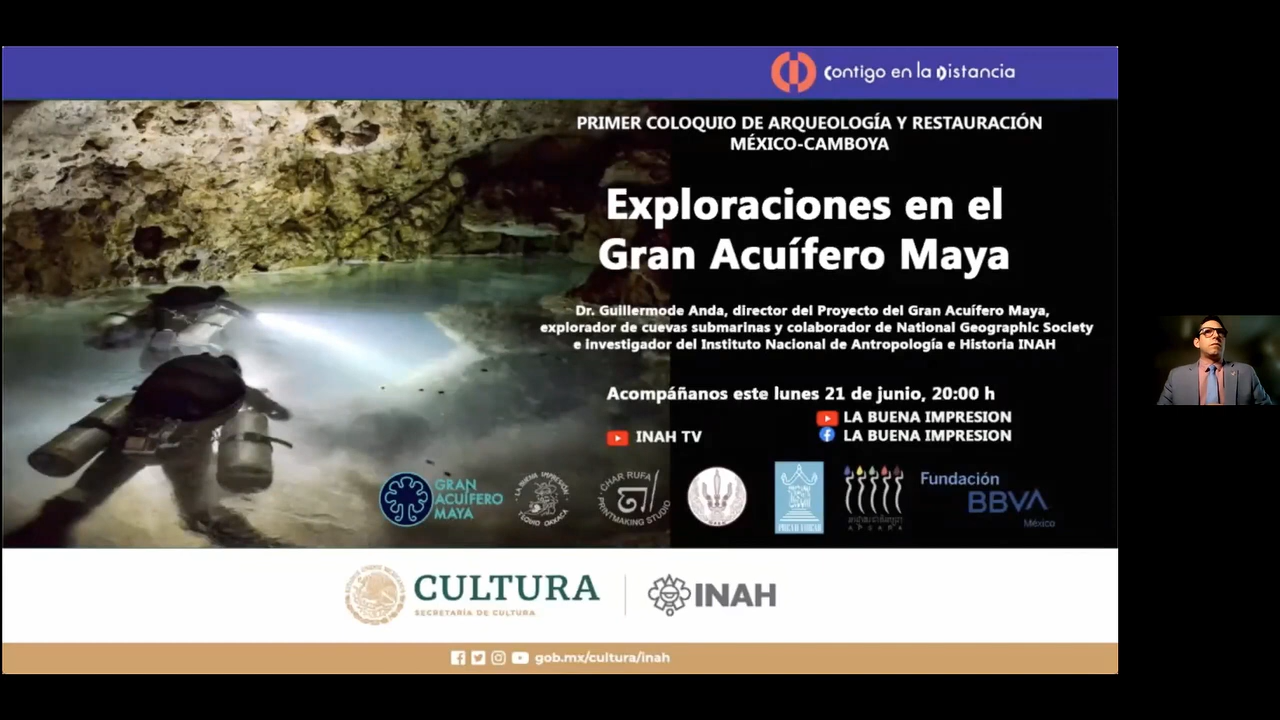 Contigo en la Distancia
PRIMER COLOQUIO DE ARQUEOLOGÍA Y RESTAURACIÓN
MÉXICO-CAMBOYA
Exploraciones en el
Gran Acuífero Maya
Dr. Guillermode Anda, director del Proyecto del Gran Acuífero Maya,
explorador de cuevas submarinas y colaborador de National Geographic Society
e investigador del Instituto Nacional de Antropología e Historia INAH
Acompáñanos este lunes 21 de junio, 20:00 h
INAH TV
LA BUENA IMPRESION
LA BUENA IMPRESION
GRAN
ACUÍFERO
MAYA
LA BUENA IMPRESIÓN
CHAR RUFA
PRINTMAKING STUDIO
APSARA
Fundación
BBVA
México
CULTURA
SECRETARÍA DE CULTURA
INAH
gob.mx/cultura/inah